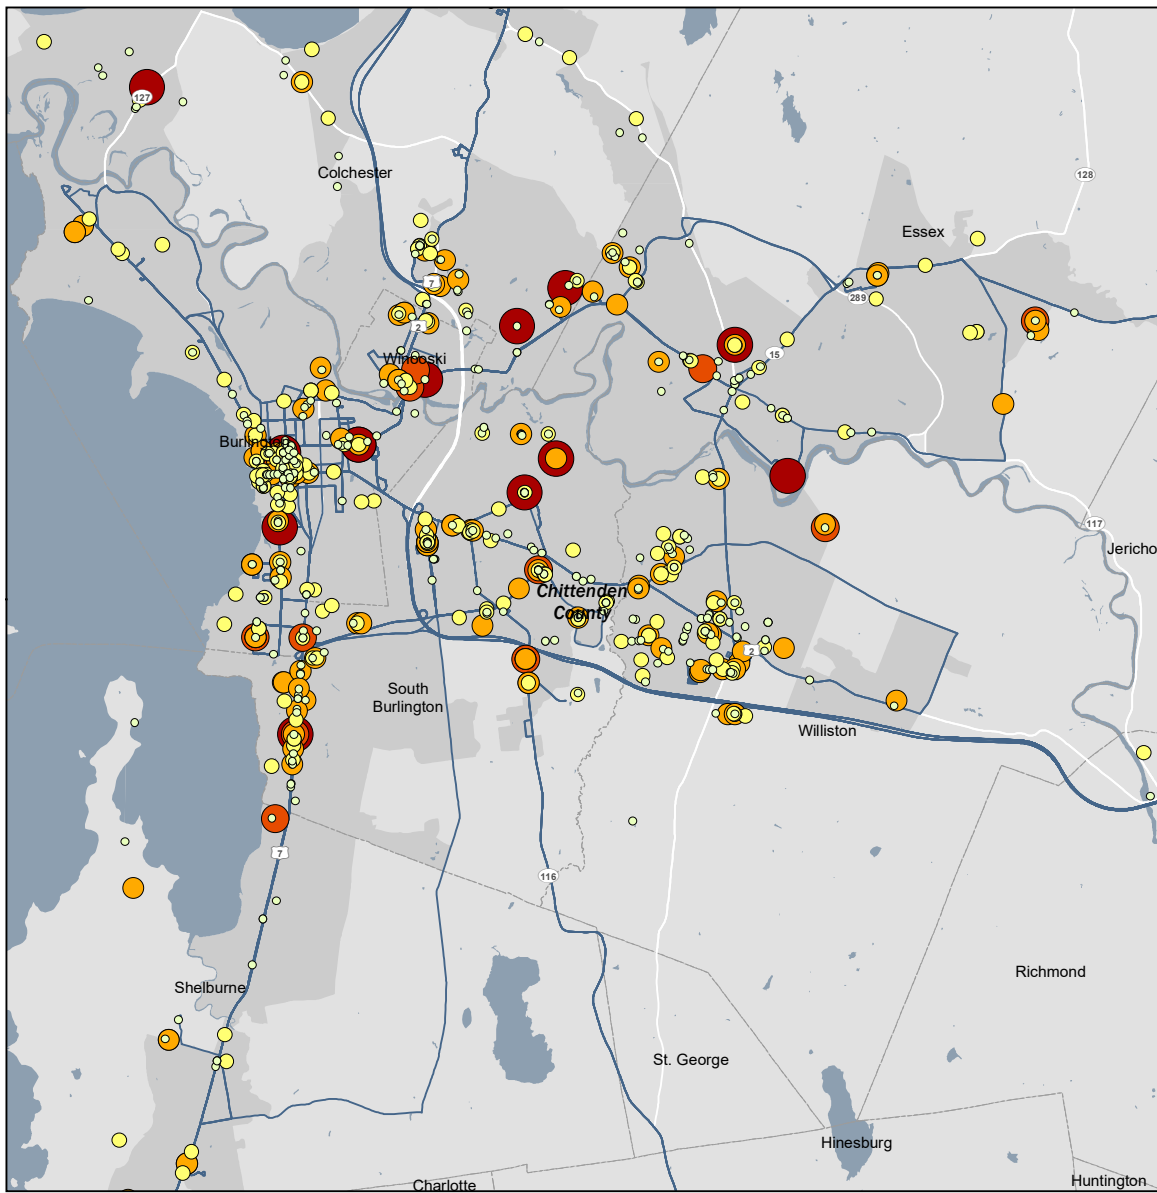 127
128
Colchester
Essex
7
289
2
15
Winooski
Burlington
117
Jericho
Chittenden
County
2
South
Burlington
Williston
7
116
Richmond
Shelburne
St. George
Hinesburg
Huntington
Charlotte